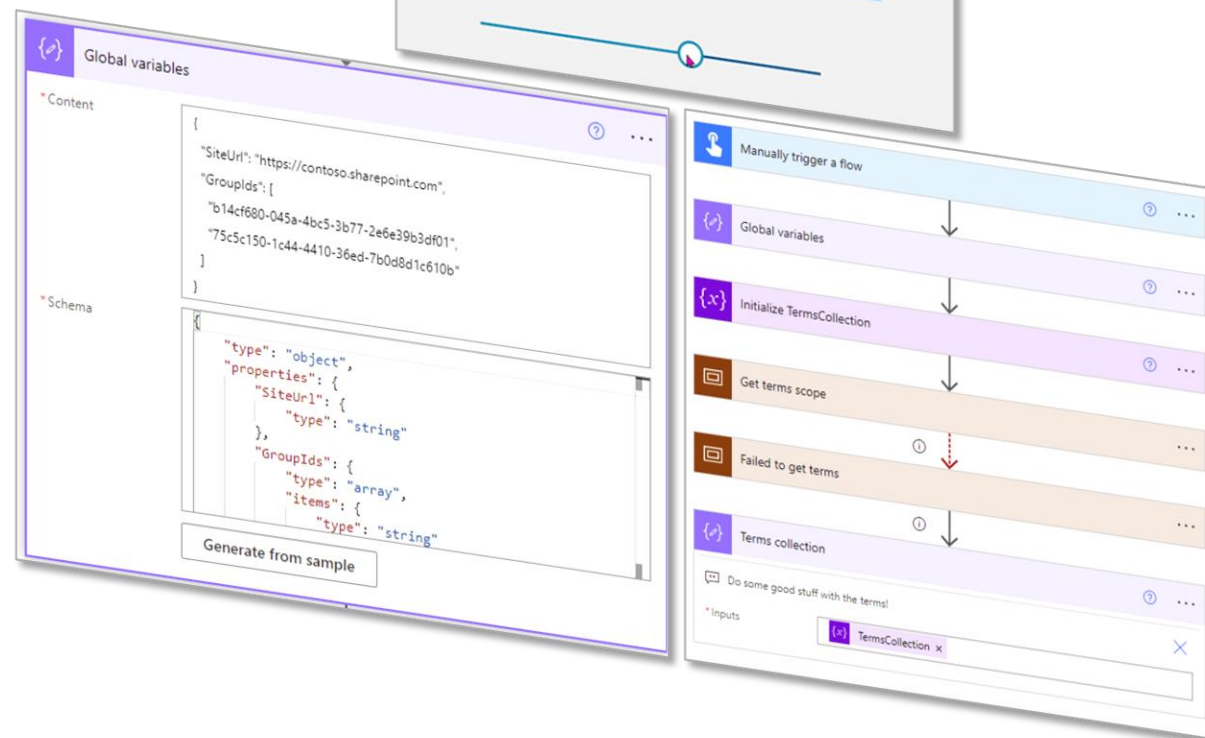 Global variables
*Content
{
"SiteUrl": "https://contoso.sharepoint.com",
"GroupIds": [
"b14cf680-045a-4bc5-3b77-2e6e39b3df01",
"75c5c150-1c44-4410-36ed-7b0d8d1c610b"
]
}
*Schema
{
"type": "object",
"properties": {
"SiteUrl": {
"type": "string"
},
"GroupIds": {
"type": "array",
"items": {
"type": "string"
Generate from sample
Manually trigger a flow
Global variables
{x} Initialize TermsCollection
Get terms scope
Failed to get terms
Terms collection
Do some good stuff with the terms!
*Inputs
{x} TermsCollection ×